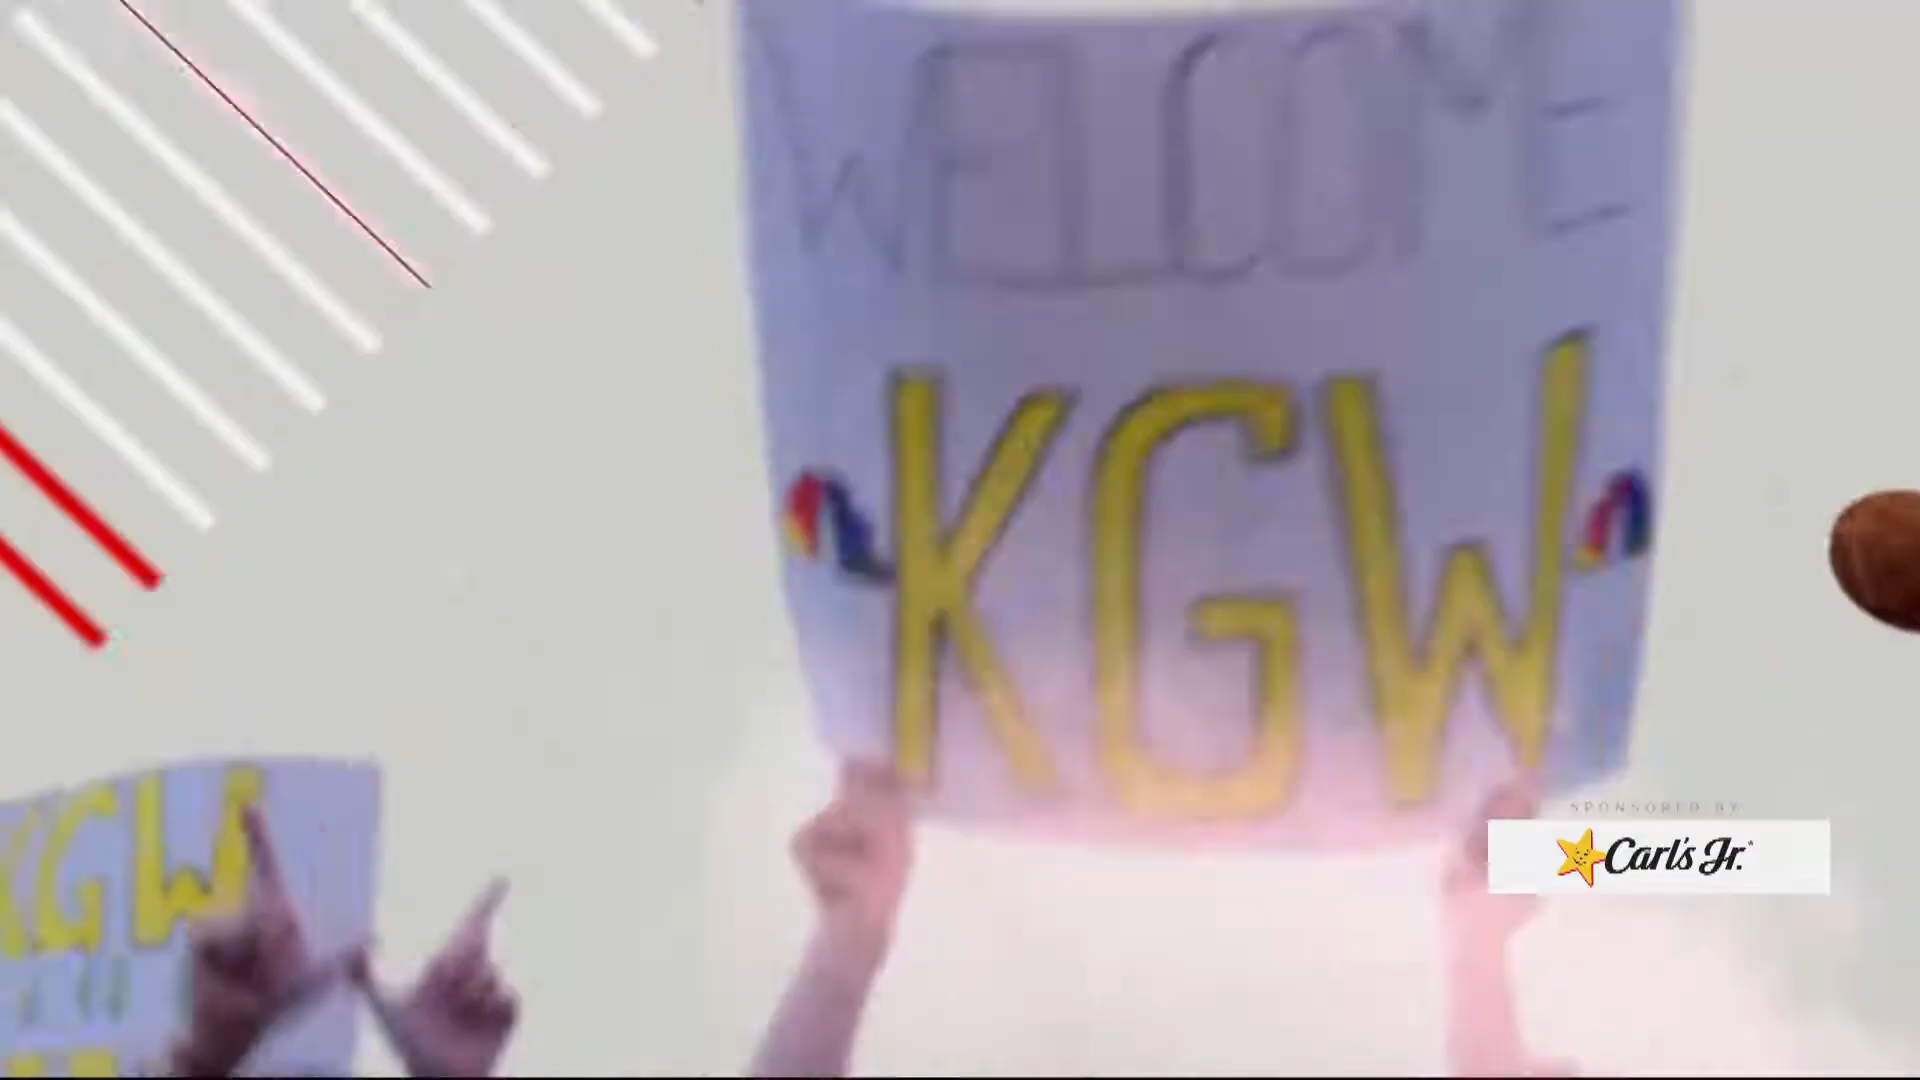 WELCOME
KGW
KGW
SPONSORED BY
Carl's Jr.